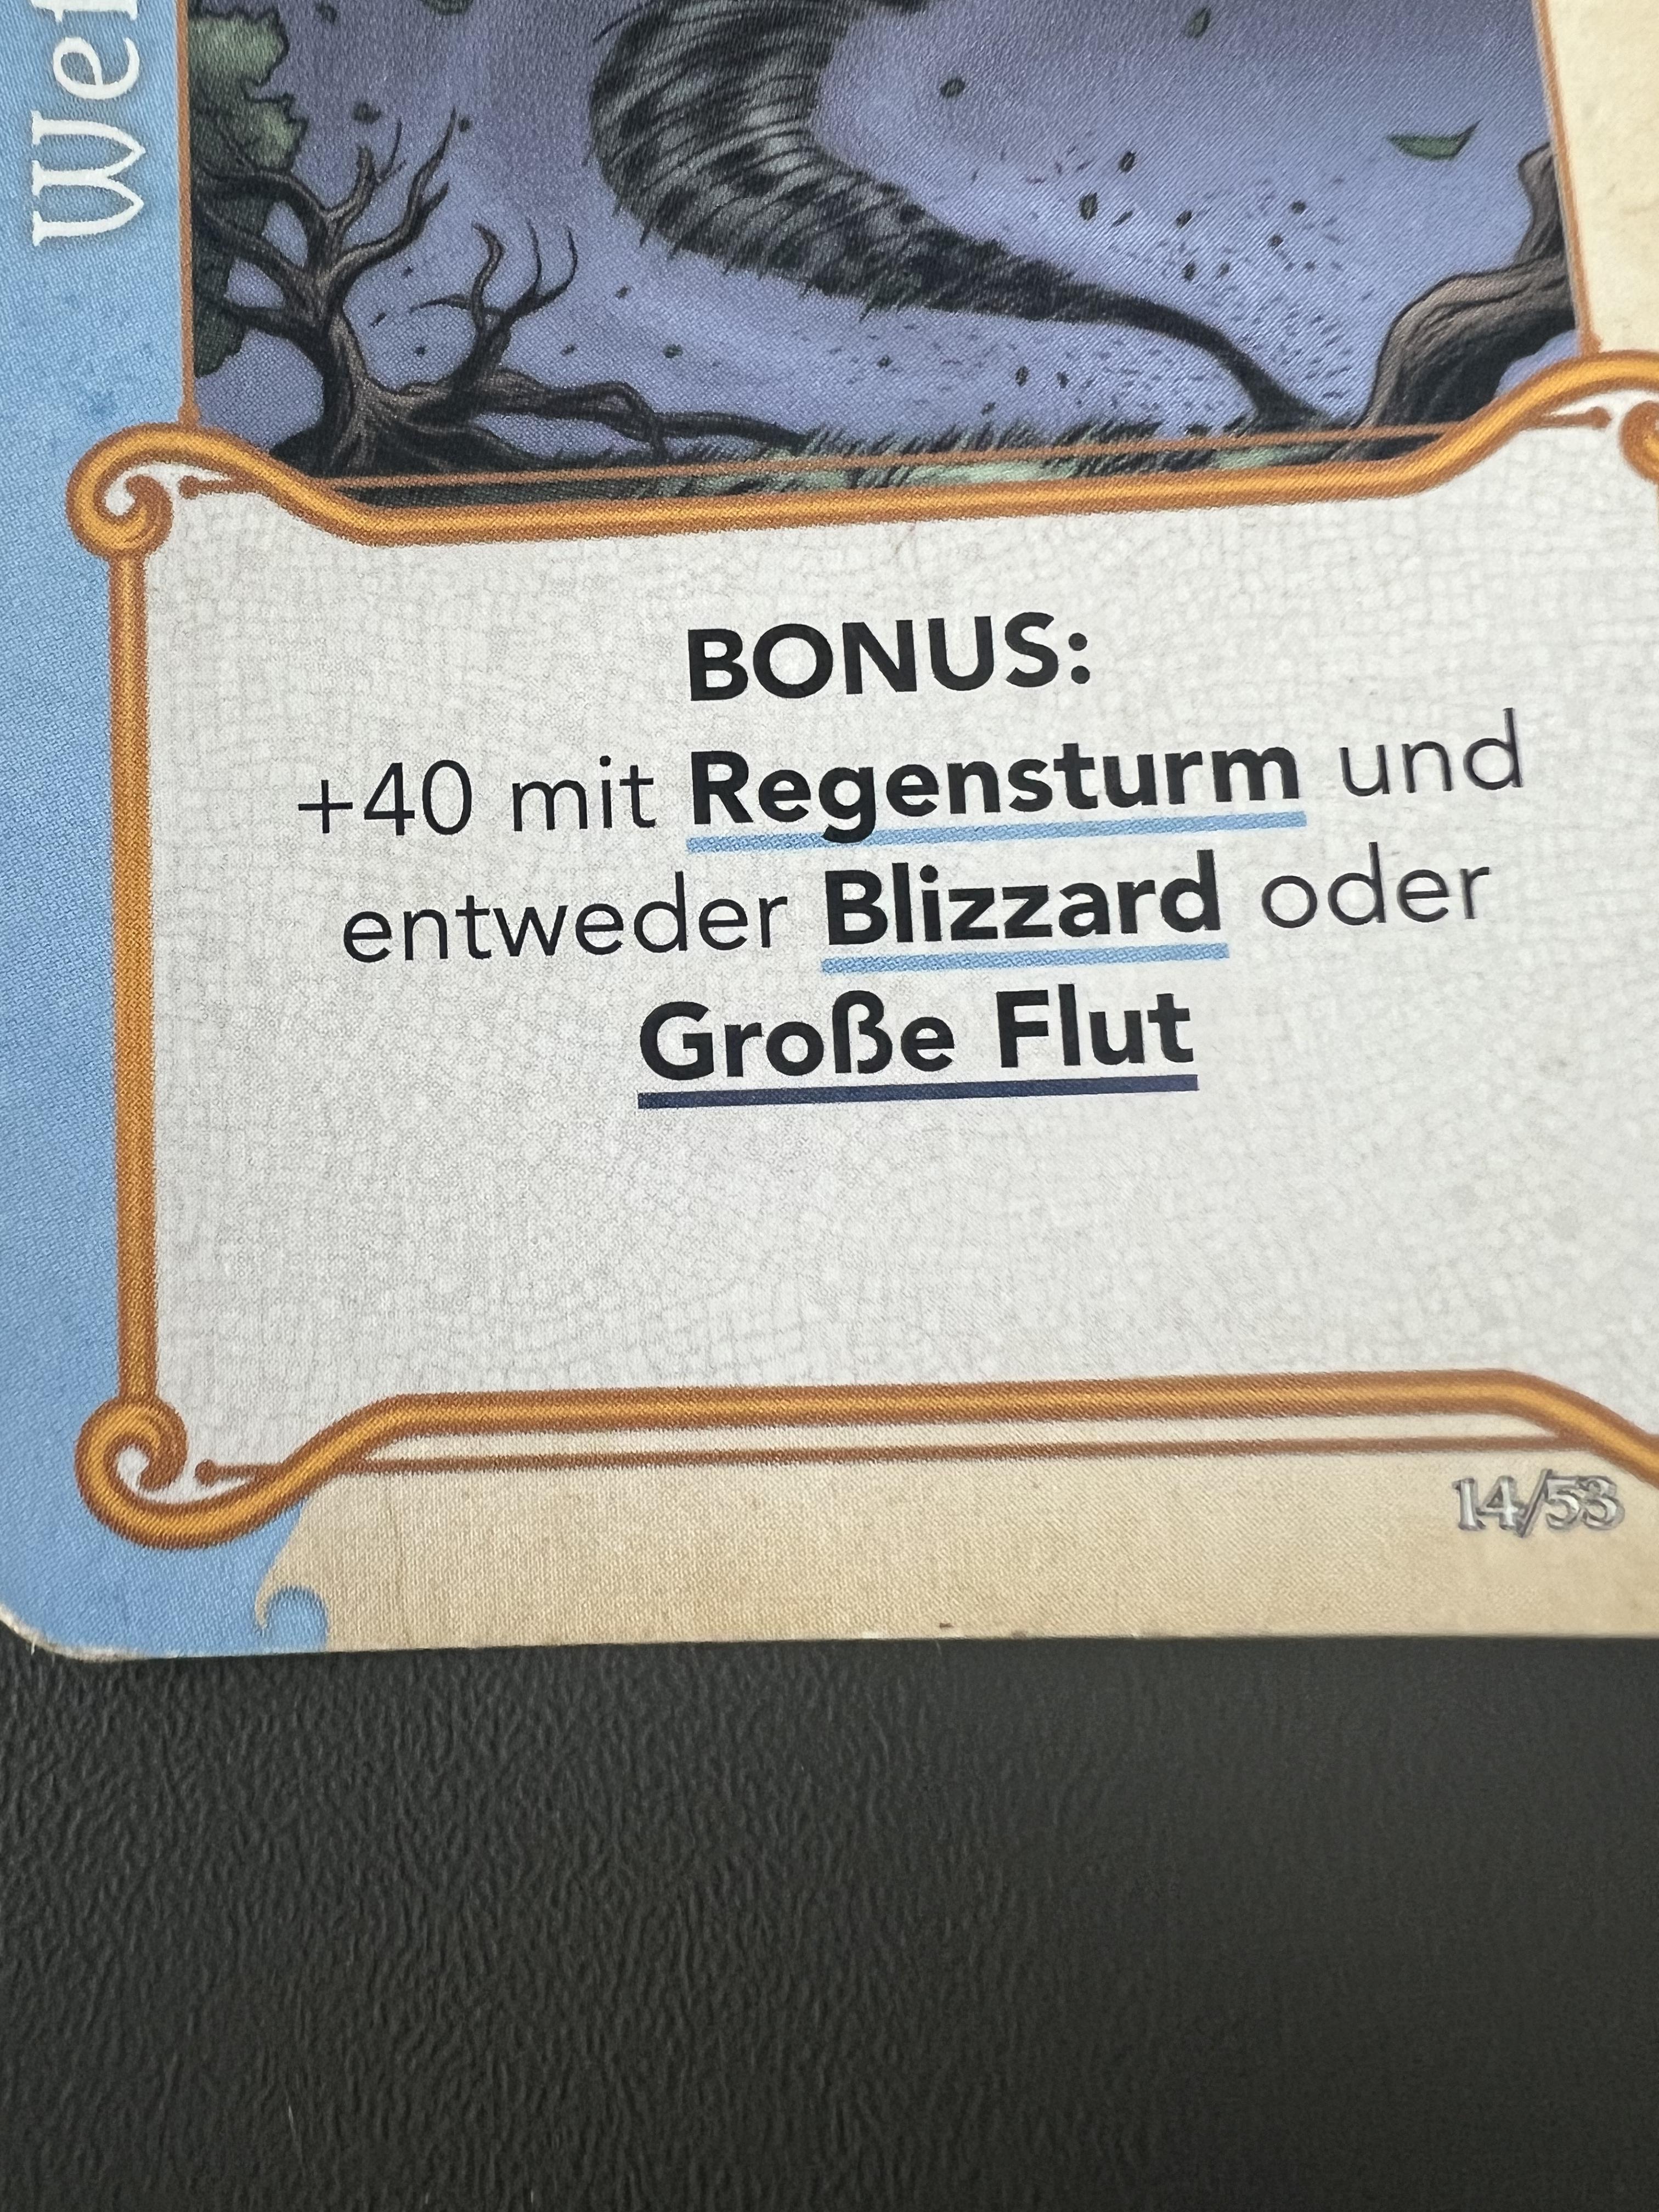 BONUS:
+40 mit Regensturm und
entweder Blizzard oder
Große Flut
14/53